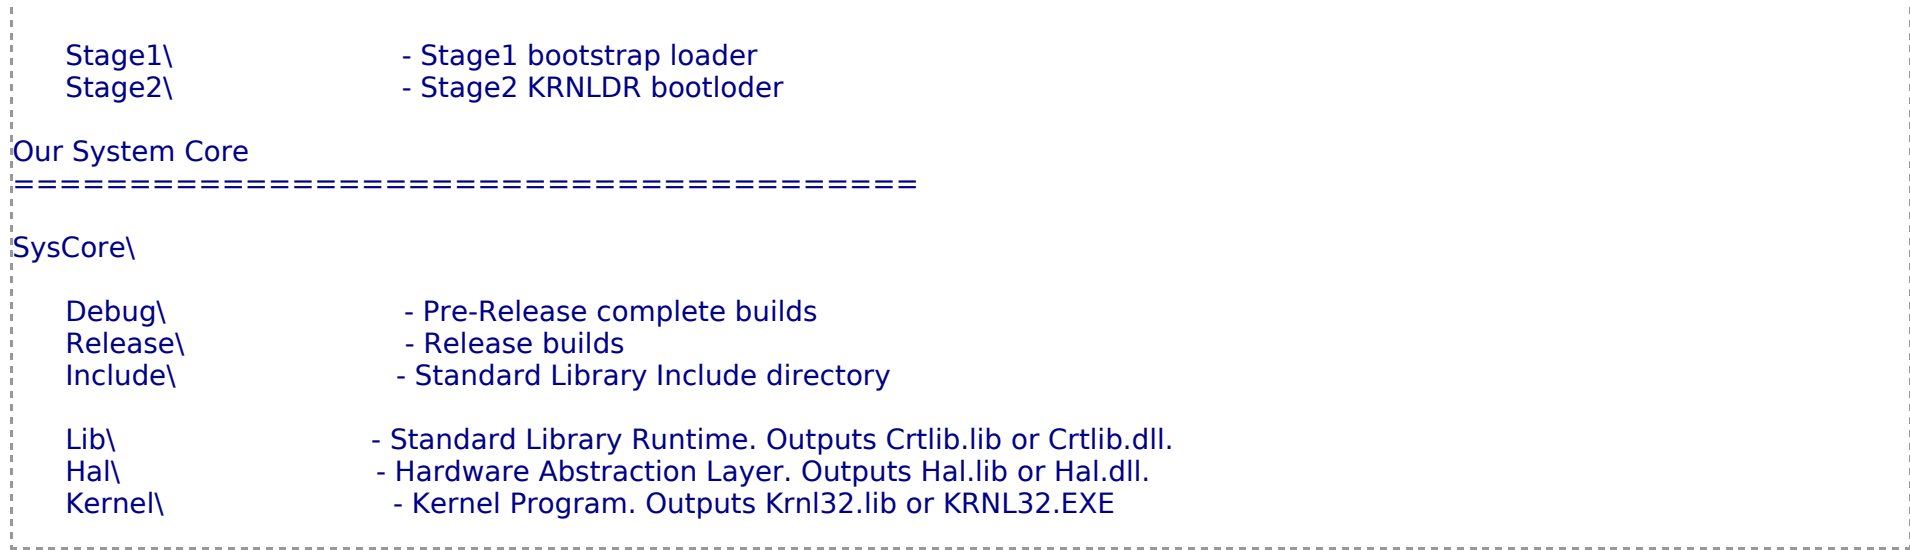 Stage1\ - Stage1 bootstrap loader
Stage2\ - Stage2 KRNLDR bootloder
Our System Core
=======================================
SysCore\
Debug\ - Pre-Release complete builds
Release\ - Release builds
Include\ - Standard Library Include directory
Lib\ - Standard Library Runtime. Outputs Crtlib.lib or Crtlib.dll.
Hal\ - Hardware Abstraction Layer. Outputs Hal.lib or Hal.dll.
Kernel\ - Kernel Program. Outputs Krnl32.lib or KRNL32.EXE